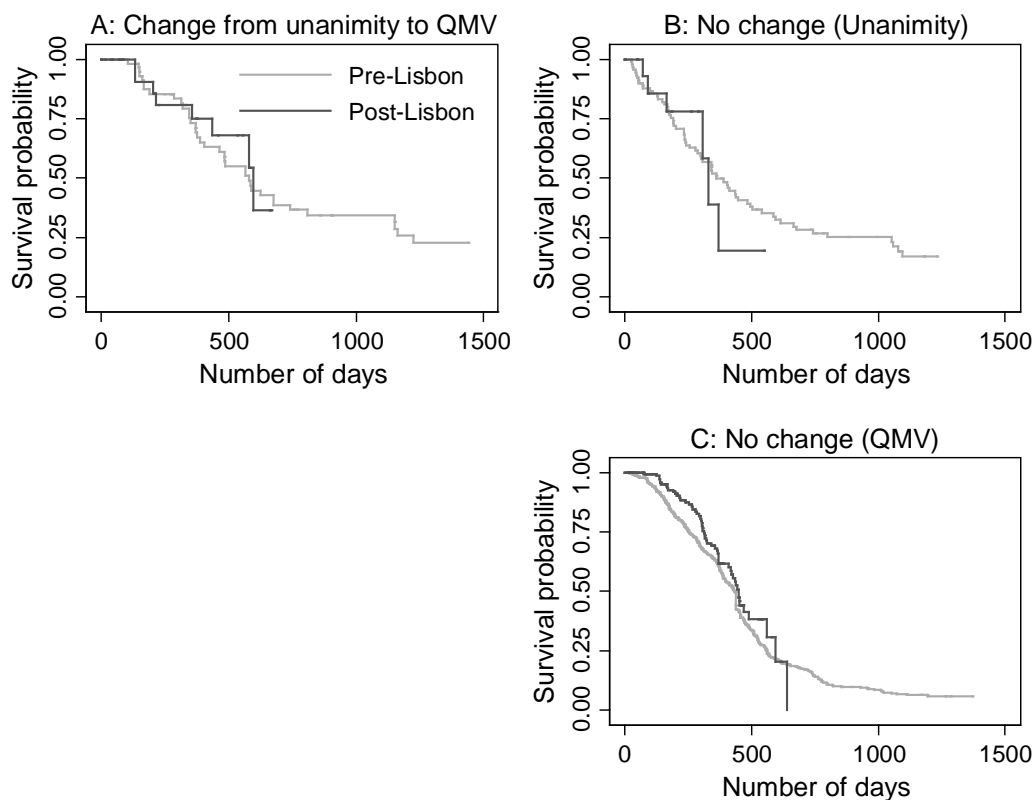 A: Change from unanimity to QMV
Survival probability
1.00
0.75
0.50
0.25
0.00
Pre-Lisbon
Post-Lisbon
0 500 1000 1500
Number of days
B: No change (Unanimity)
Survival probability
1.00
0.75
0.50
0.25
0.00
0 500 1000 1500
Number of days
C: No change (QMV)
Survival probability
1.00
0.75
0.50
0.25
0.00
0 500 1000 1500
Number of days